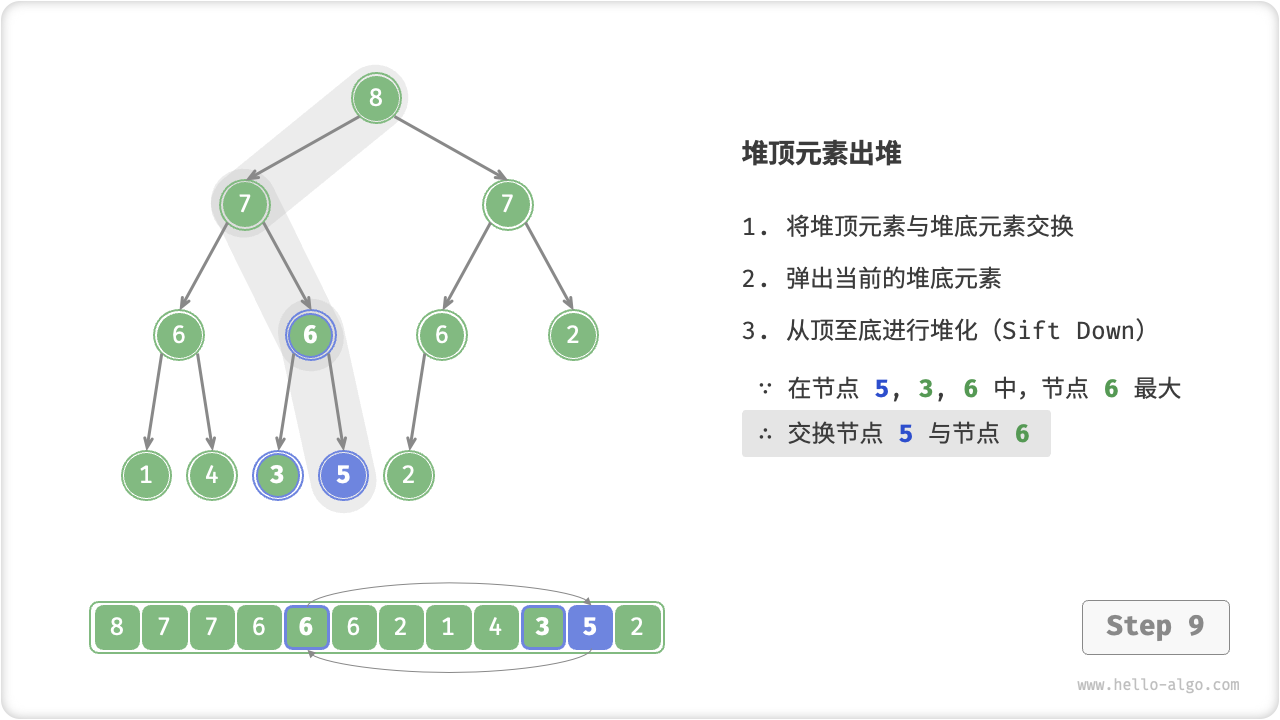 8
7 7
6 6 6 2
1 4 3 5 2
8 7 7 6 6 6 2 1 4 3 5 2
堆顶元素出堆
1. 将堆顶元素与堆底元素交换
2. 弹出当前的堆底元素
3. 从顶至底进行堆化（Sift Down）
∵ 在节点 5, 3, 6 中，节点 6 最大
∴ 交换节点 5 与节点 6
Step 9
www.hello-algo.com